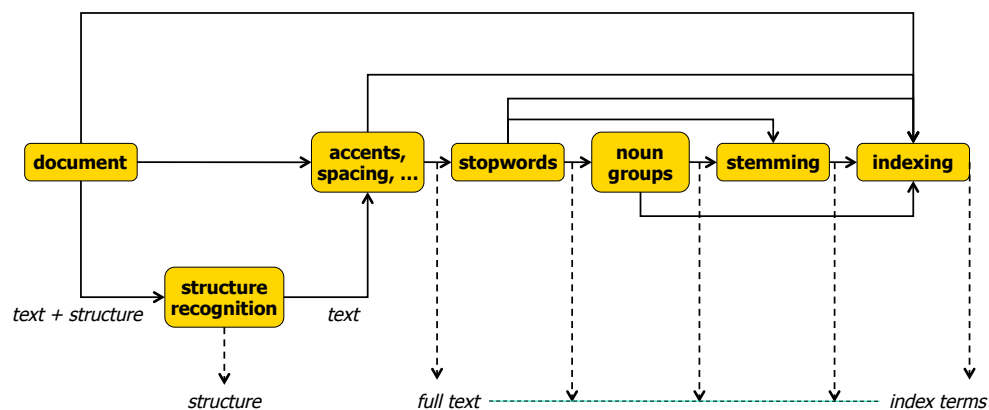 document
accents,
spacing, ...
stopwords
noun
groups
stemming
indexing
structure
recognition
text + structure
text
structure
full text
index terms